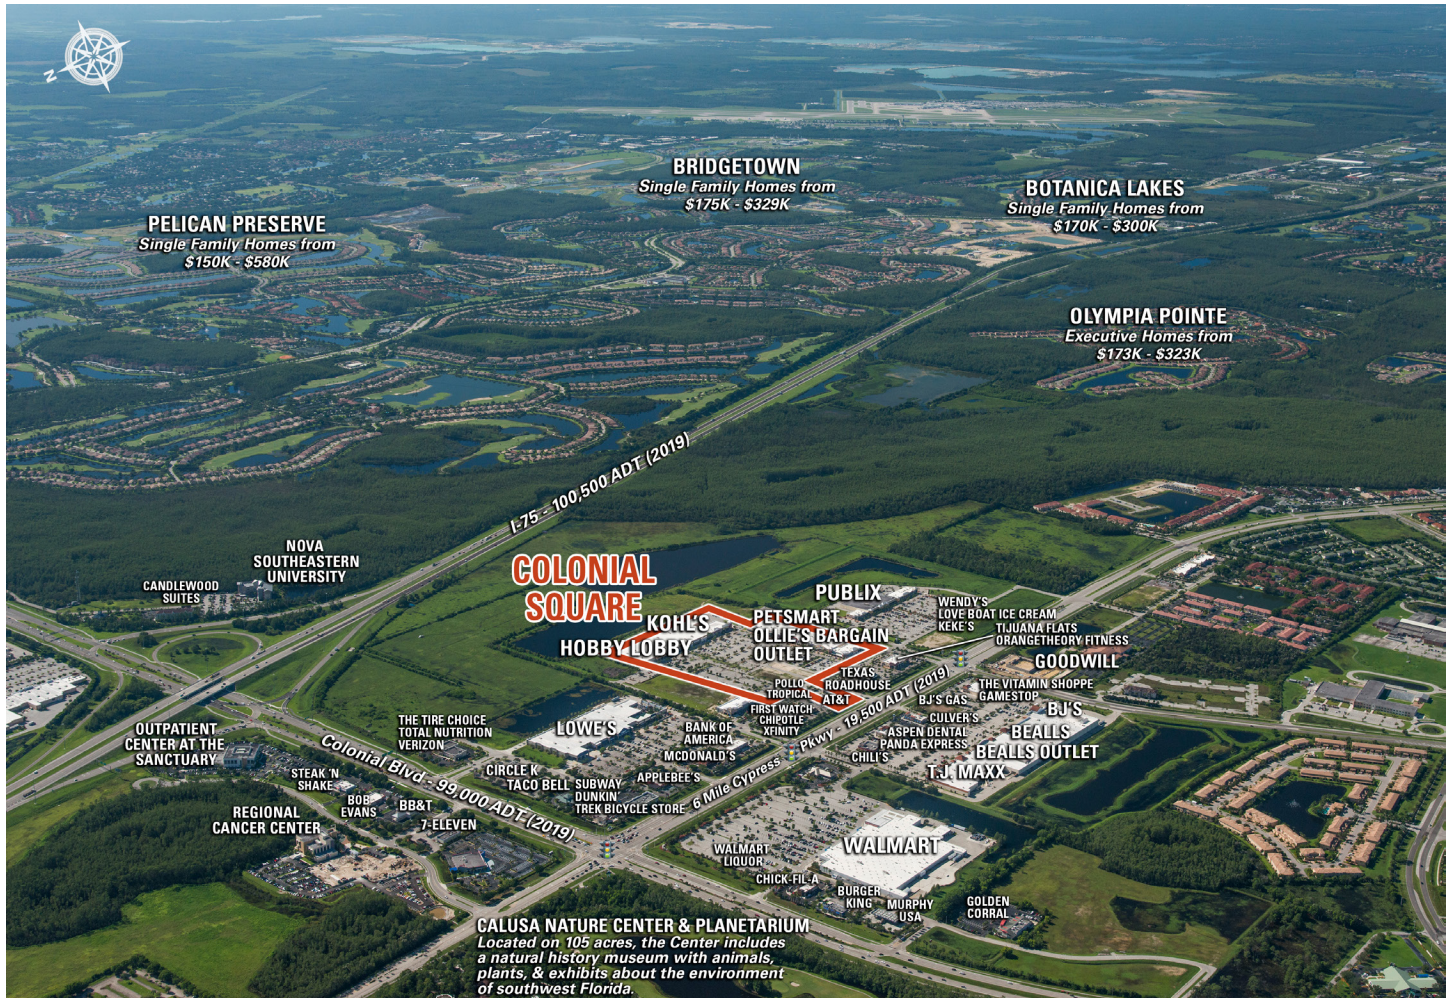 N
BRIDGETOWN
Single Family Homes from
$175K - $329K
BOTANICA LAKES
Single Family Homes from
$170K - $300K
PELICAN PRESERVE
Single Family Homes from
$150K - $580K
OLYMPIA POINTE
Executive Homes from
$173K - $323K
I-75 - 100,500 ADT (2019)
NOVA
SOUTHEASTERN
UNIVERSITY
CANDLEWOOD
SUITES
COLONIAL
SQUARE
KOHL'S
HOBBY LOBBY
PETSMART
OLLIE'S BARGAIN
OUTLET
PUBLIX
WENDY'S
LOVE BOAT ICE CREAM
KEKE'S
TIJUANA FLATS
ORANGETHEORY FITNESS
GOODWILL
TEXAS
ROADHOUSE
POLLO
TROPICAL
AT&T
FIRST WATCH
CHIPOTLE
XFINITY
THE VITAMIN SHOPPE
GAMESTOP
BJ'S GAS
BJ'S
BEALLS
BEALLS OUTLET
T.J. MAXX
CULVER'S
ASPEN DENTAL
PANDA EXPRESS
CHILI'S
OUTPATIENT
CENTER AT THE
SANCTUARY
THE TIRE CHOICE
TOTAL NUTRITION
VERIZON
LOWE'S
BANK OF
AMERICA
MCDONALD'S
APPLEBEE'S
CIRCLE K
TACO BELL
SUBWAY
DUNKIN'
TREK BICYCLE STORE
Colonial Blvd - 99,000 ADT (2019)
6 Mile Cypress Pkwy - 19,500 ADT (2019)
STEAK 'N
SHAKE
BOB
EVANS
BB&T
7-ELEVEN
REGIONAL
CANCER CENTER
WALMART
WALMART
LIQUOR
CHICK-FIL-A
BURGER
KING
MURPHY
USA
GOLDEN
CORRAL
CALUSA NATURE CENTER & PLANETARIUM
Located on 105 acres, the Center includes
a natural history museum with animals,
plants, & exhibits about the environment
of southwest Florida.